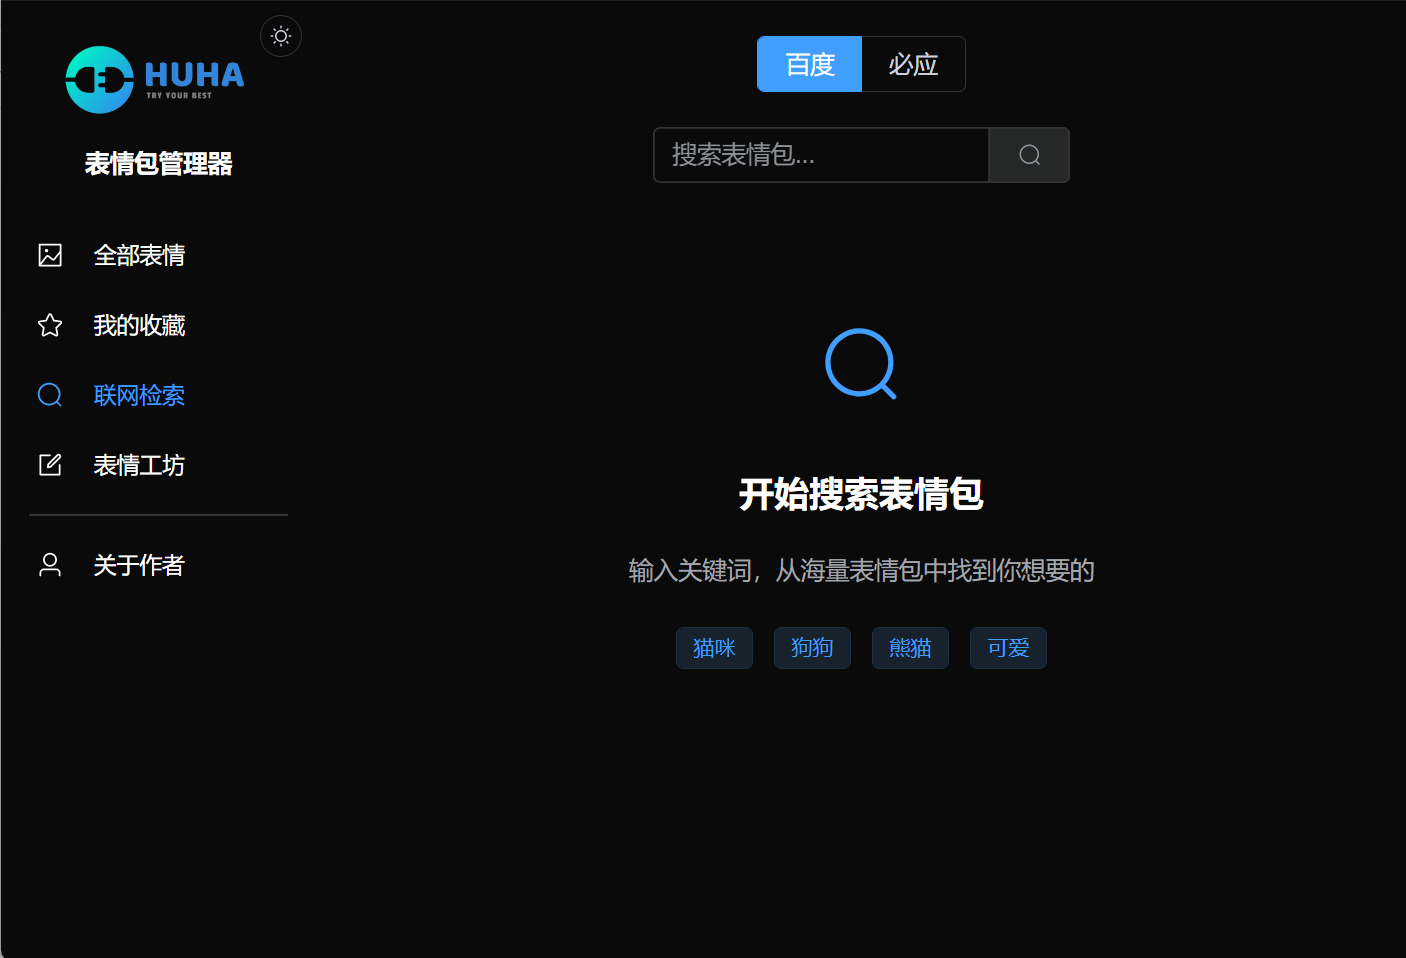 HUHA
TRY YOUR BEST
表情包管理器
全部表情
我的收藏
联网检索
表情工坊
关于作者
百度 必应
搜索表情包...
开始搜索表情包
输入关键词，从海量表情包中找到你想要的
猫咪 狗狗 熊猫 可爱